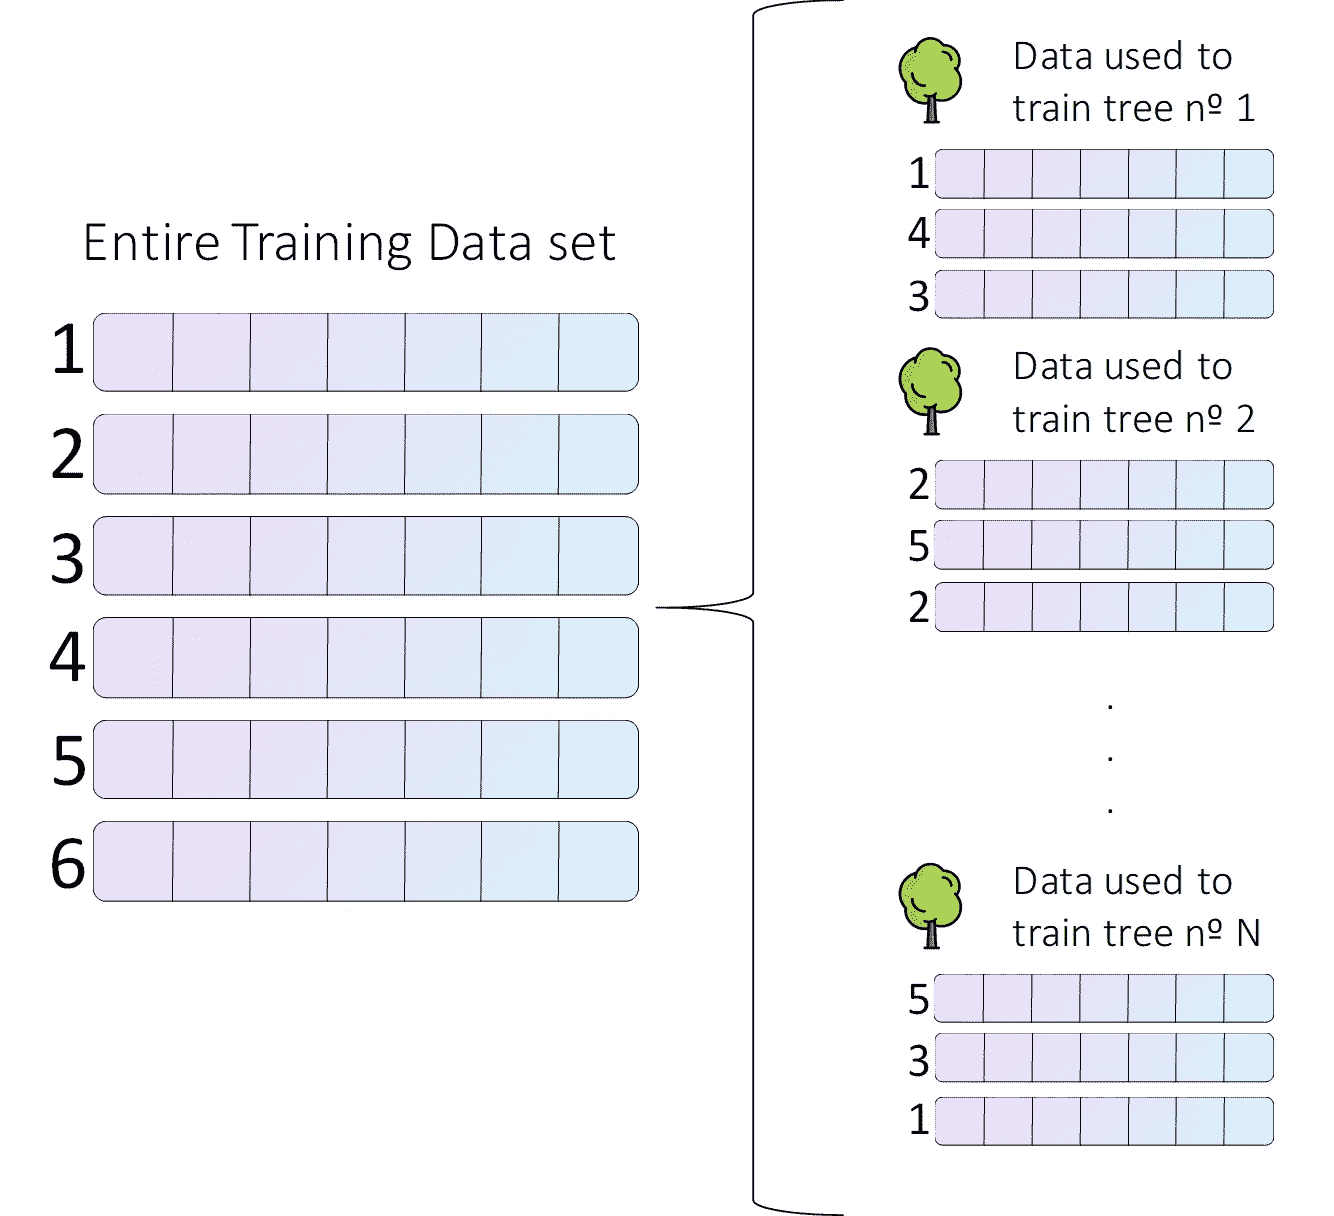 Entire Training Data set
1
2
3
4
5
6
Data used to
train tree nº 1
1
4
3
Data used to
train tree nº 2
2
5
2
.
.
.
Data used to
train tree nº N
5
3
1